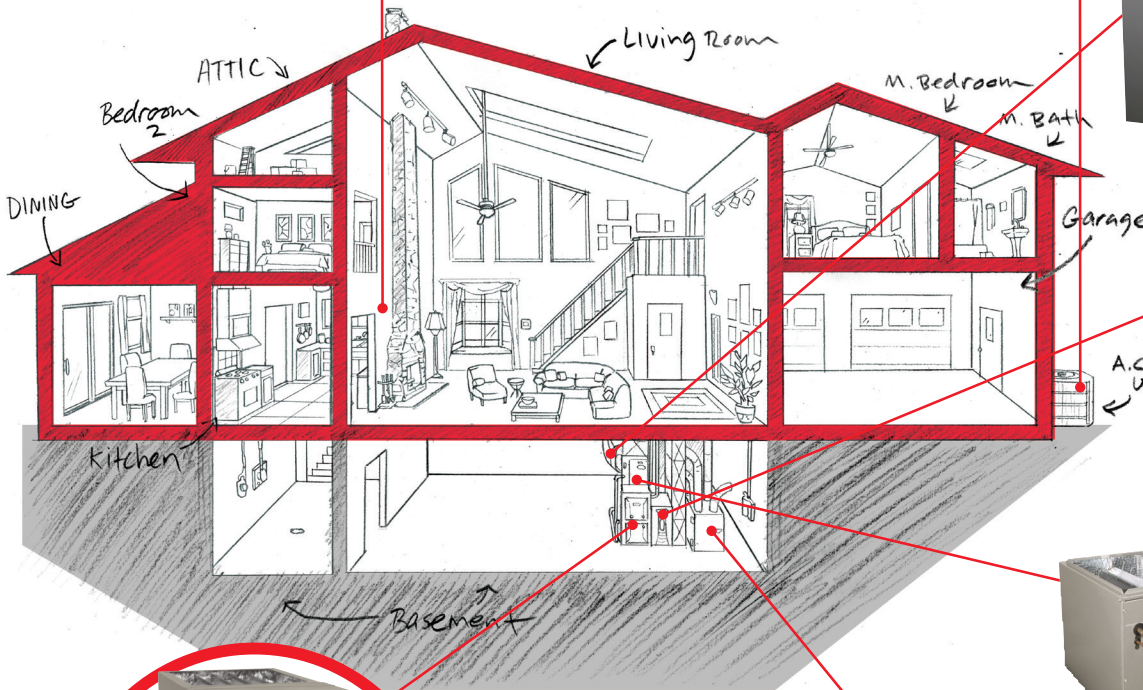 Living Room
ATTIC
M. Bedroom
Bedroom
2
M. BATH
DINING
Garage
A.C
Kitchen
Basement